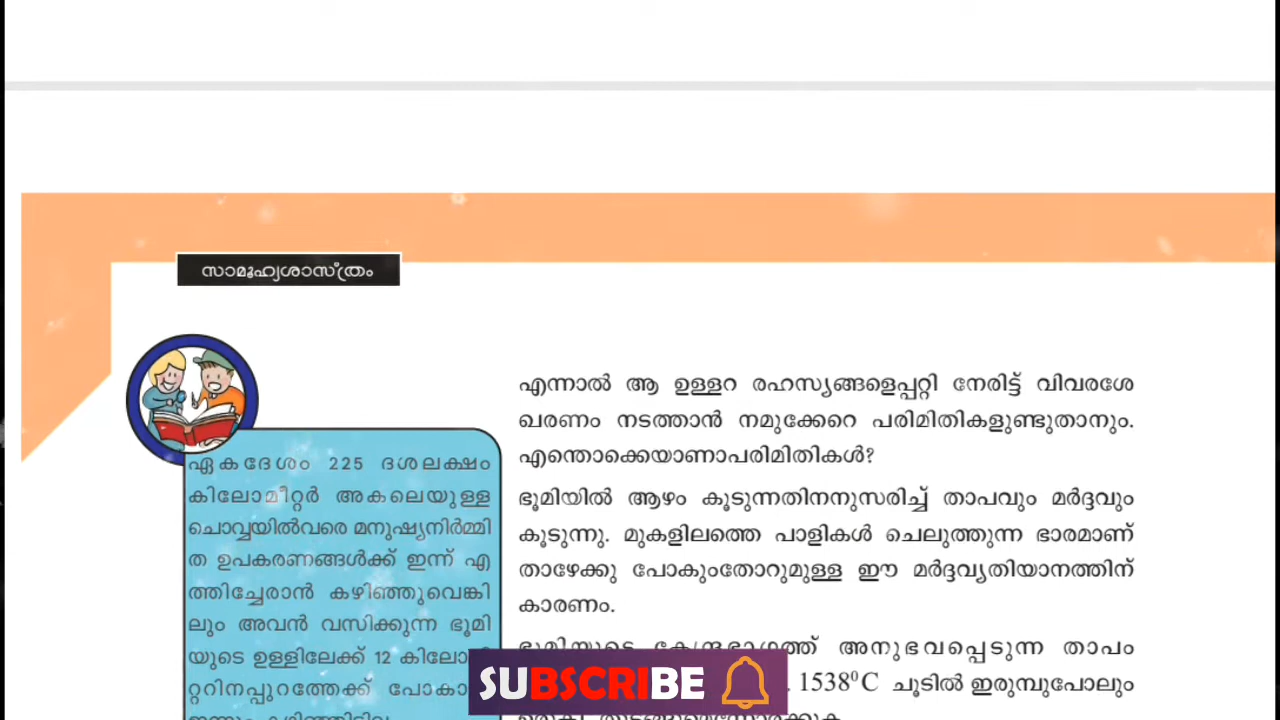 സാമൂഹ്യശാസ്ത്രം
ഏകദേശം 225 ദശലക്ഷം
കിലോമീറ്റർ അകലെയുള്ള
ചൊവ്വയിൽവരെ മനുഷ്യനിർമ്മി
ത ഉപകരണങ്ങൾക്ക് ഇന്ന് എ
ത്തിച്ചേരാൻ കഴിഞ്ഞുവെങ്കി
ലും അവൻ വസിക്കുന്ന ഭൂമി
യുടെ ഉള്ളിലേക്ക് 12
റ്ററിനപ്പുറത്തേക്ക്
എന്നാൽ ആ ഉള്ളറ രഹസ്യങ്ങളെപ്പറ്റി നേരിട്ട് വിവരശേ
ഖരണം നടത്താൻ നമുക്കേറെ പരിമിതികളുണ്ടുതാനും.
എന്തൊക്കെയാണാപരിമിതികൾ?
ഭൂമിയിൽ ആഴം കൂടുന്നതിനനുസരിച്ച് താപവും മർദ്ദവും
കൂടുന്നു. മുകളിലത്തെ പാളികൾ ചെലുത്തുന്ന ഭാരമാണ്
താഴേക്കു പോകുംതോറുമുള്ള ഈ മർദ്ദവ്യതിയാനത്തിന്
കാരണം.
ഭൂമിയുടെ കേന്ദ്രഭാഗത്ത് അനുഭവപ്പെടുന്ന താപം
1538⁰C ചൂടിൽ ഇരുമ്പുപോലും
SUBSCRIBE